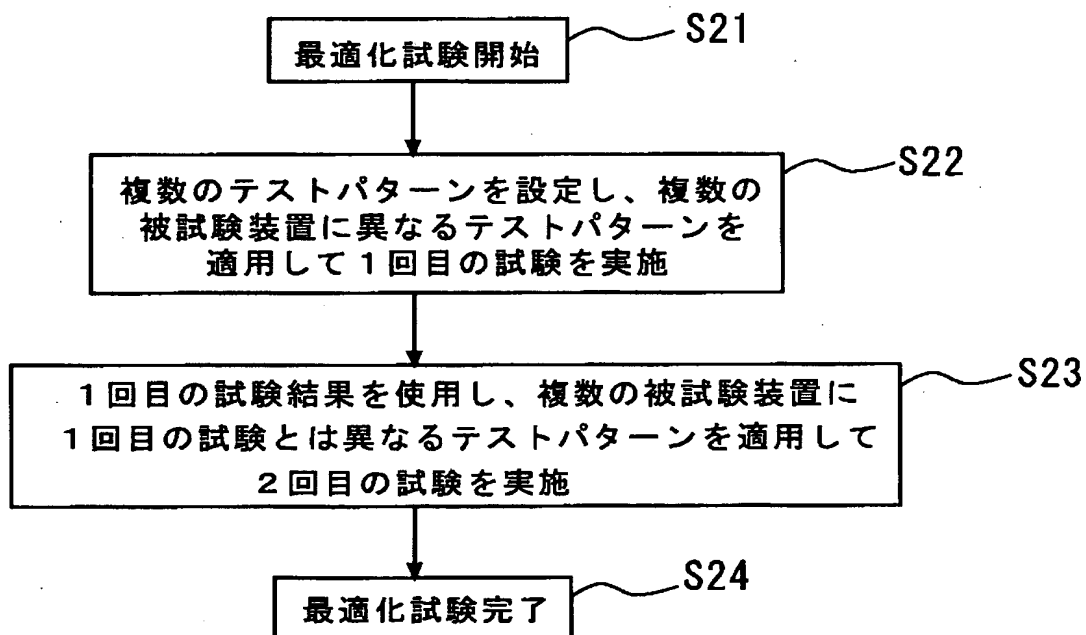 最適化試験開始
S21
複数のテストパターンを設定し、複数の
被試験装置に異なるテストパターンを
適用して1回目の試験を実施
S22
1回目の試験結果を使用し、複数の被試験装置に
1回目の試験とは異なるテストパターンを適用して
2回目の試験を実施
S23
最適化試験完了
S24